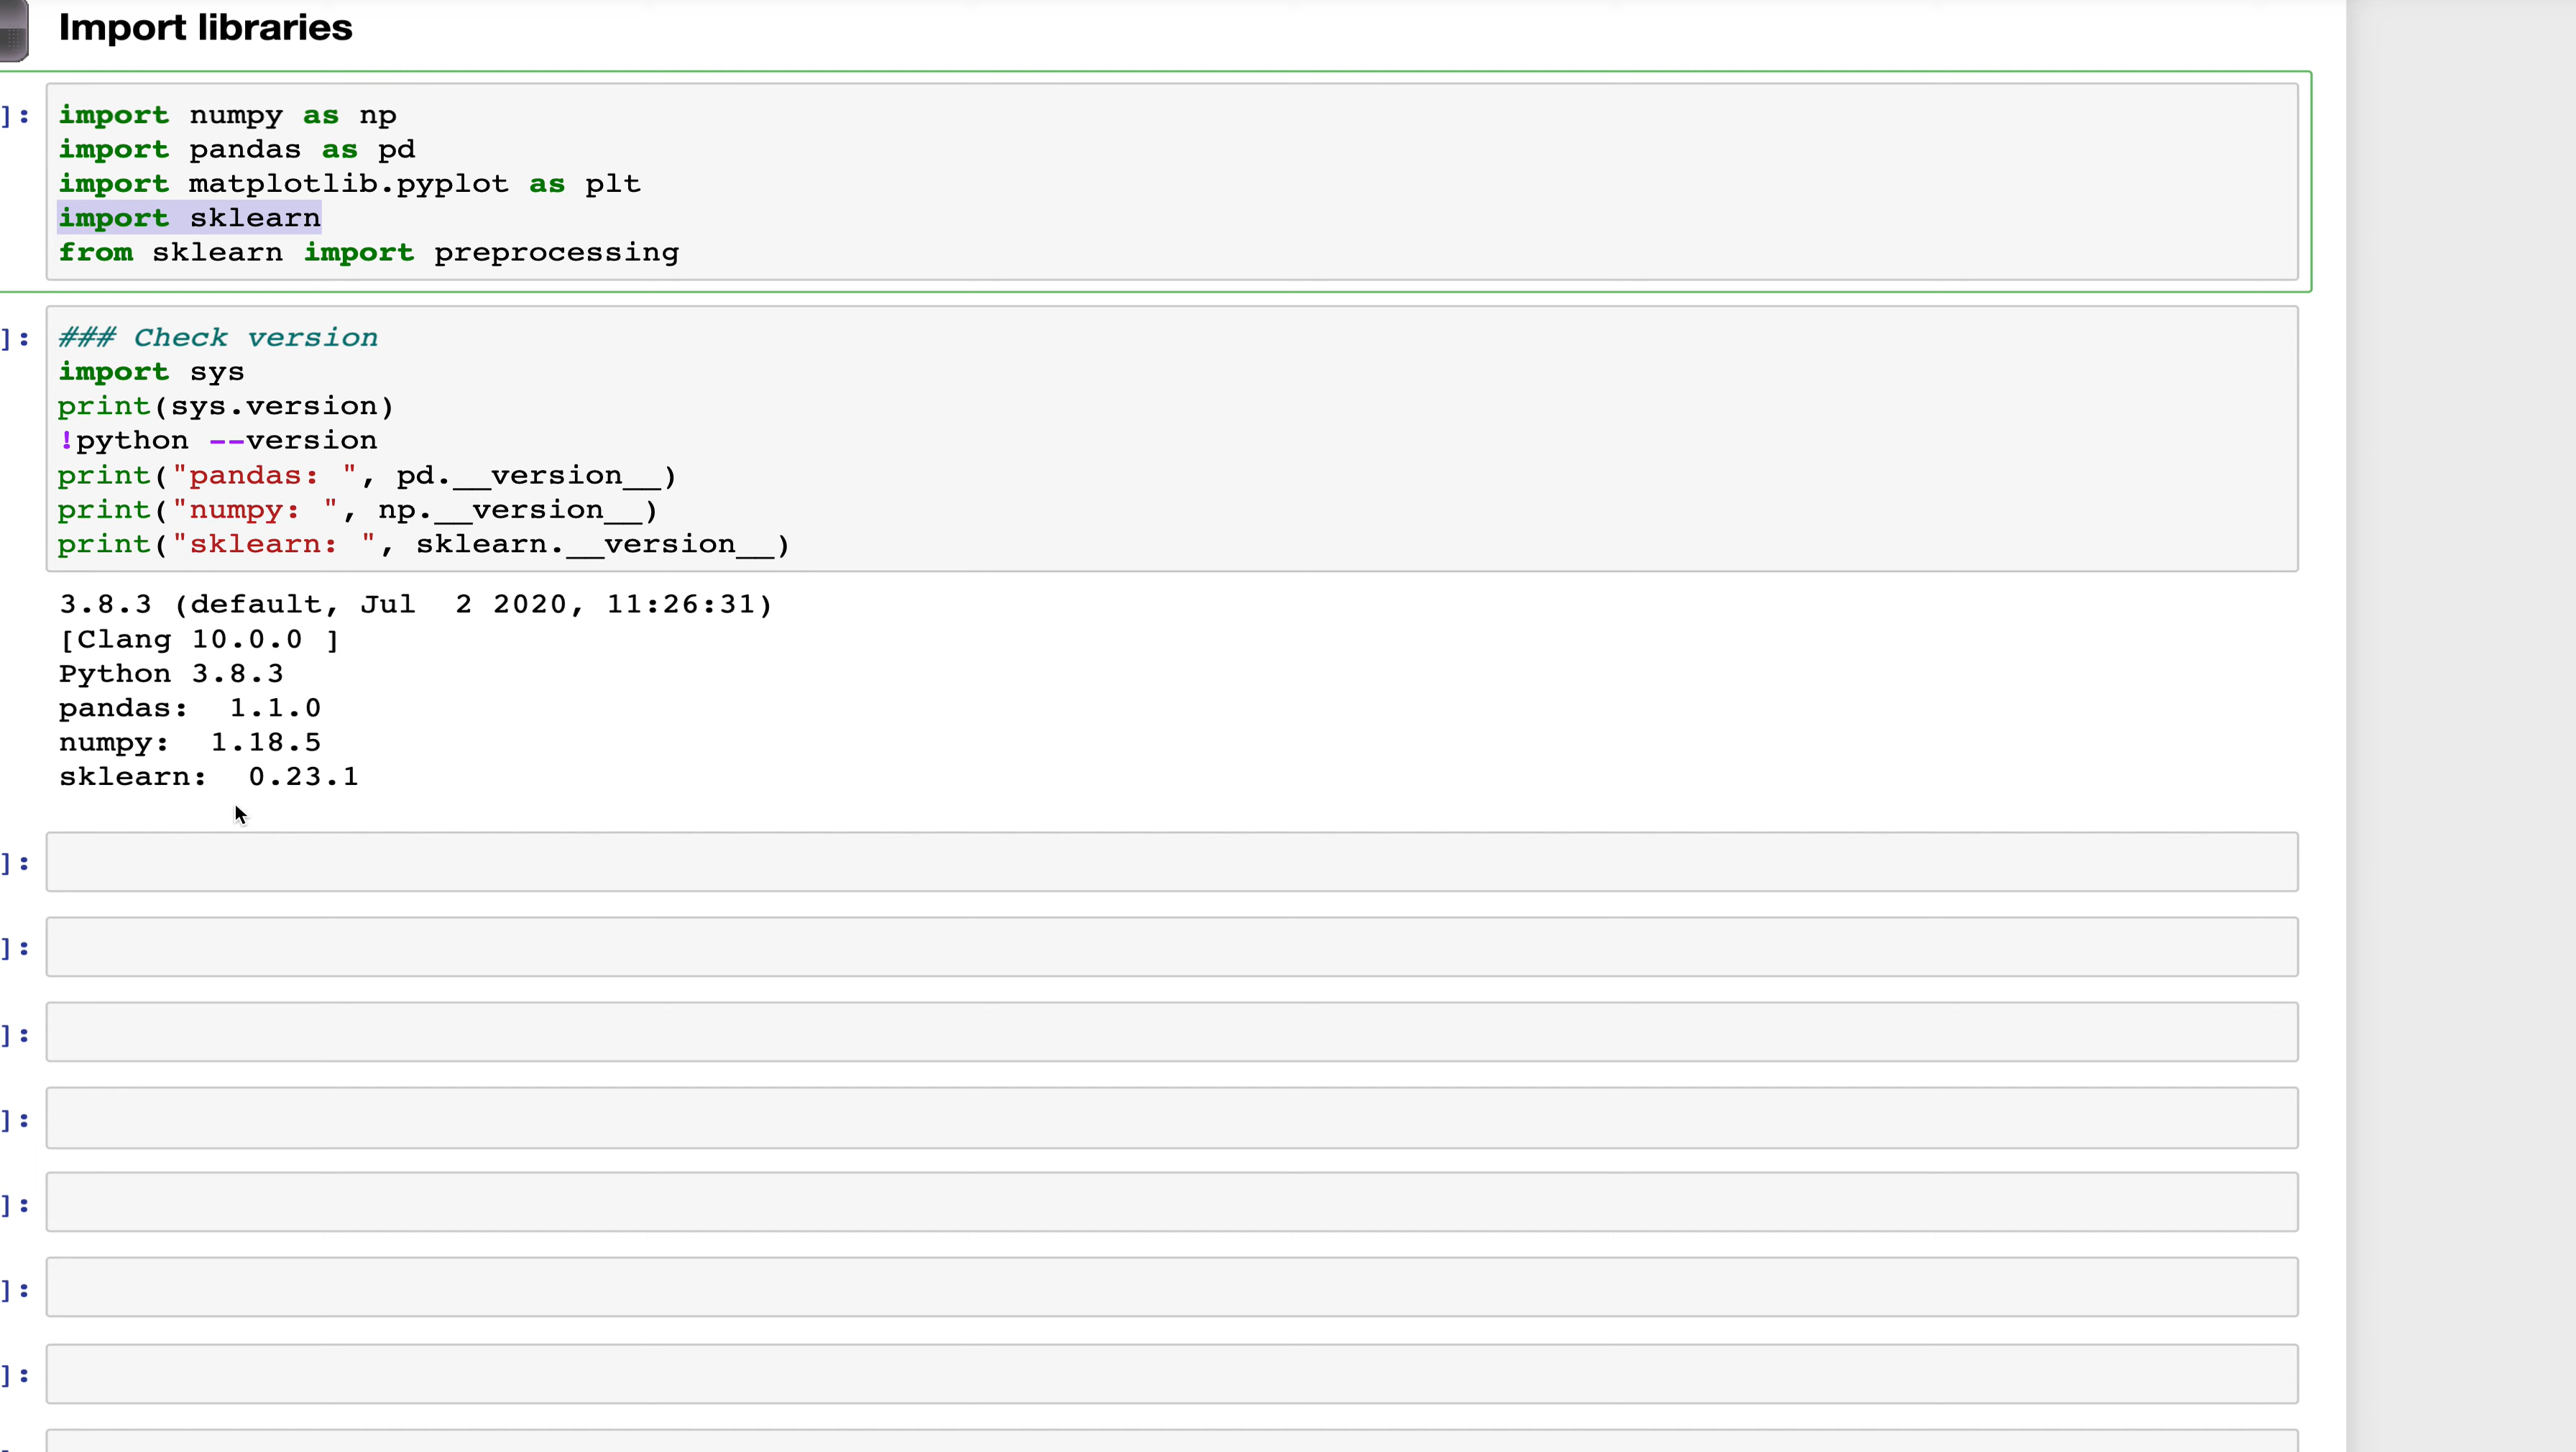 Import libraries
]:
import numpy as np
import pandas as pd
import matplotlib.pyplot as plt
import sklearn
from sklearn import preprocessing
]:
### Check version
import sys
print(sys.version)
!python --version
print("pandas: ", pd.__version__)
print("numpy: ", np.__version__)
print("sklearn: ", sklearn.__version__)
3.8.3 (default, Jul  2 2020, 11:26:31)
[Clang 10.0.0 ]
Python 3.8.3
pandas:  1.1.0
numpy:  1.18.5
sklearn:  0.23.1
]:
]:
]:
]:
]:
]:
]: